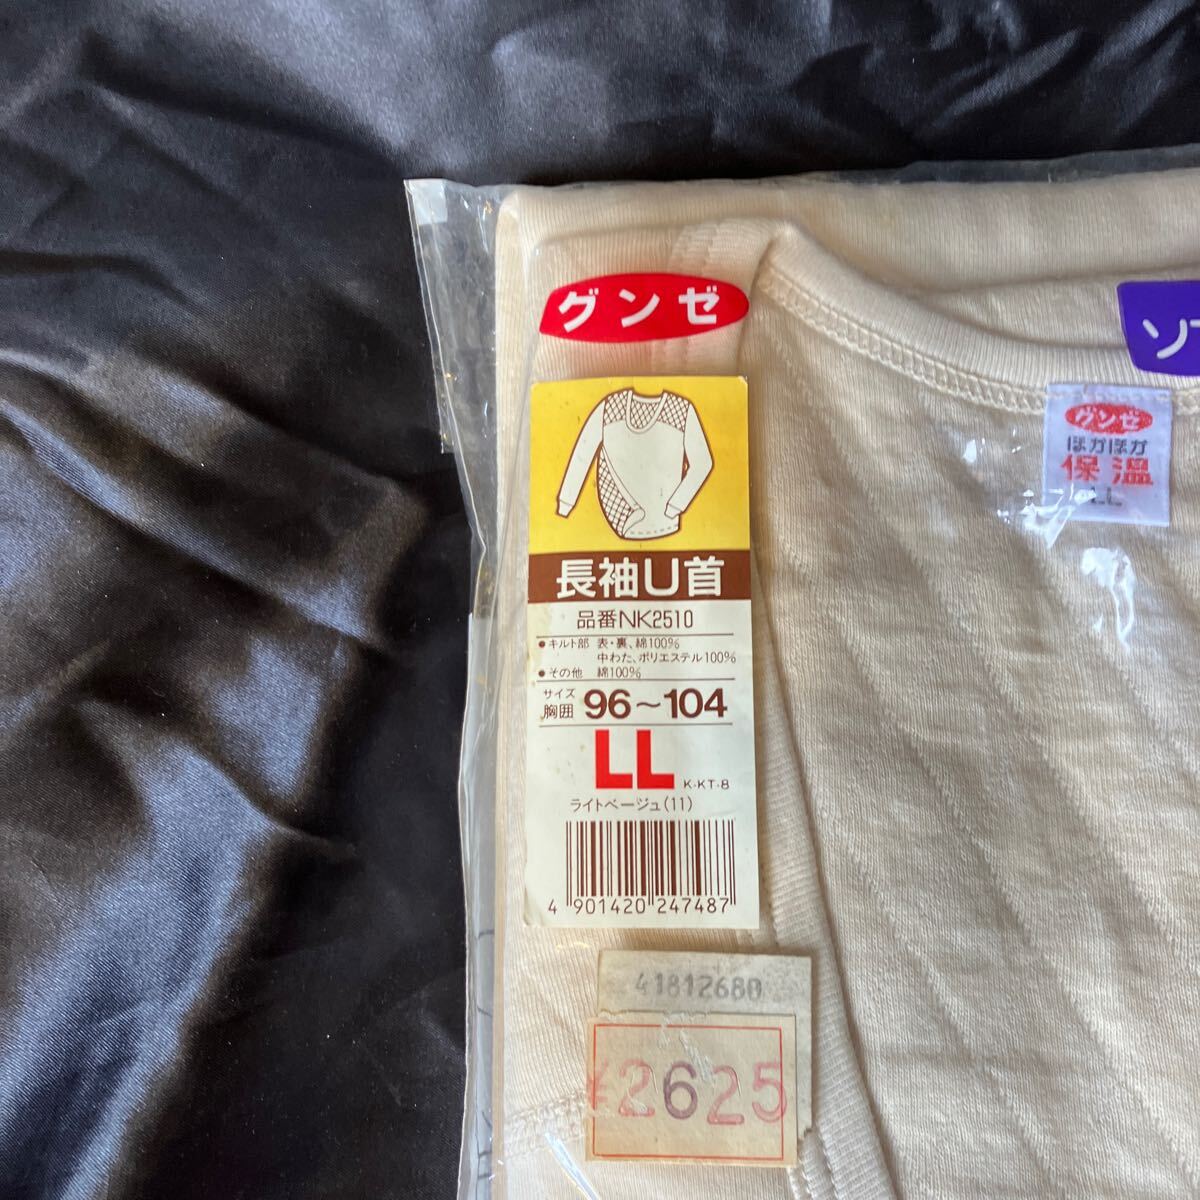 グンゼ
ソフ
グンゼ
ほかほか
保温
LL
長袖U首
品番NK2510
●キルト部 表・裏、綿100%
中わた、ポリエステル100%
●その他 綿100%
サイズ
胸囲 96～104
LL K-KT-8
ライトベージュ(11)
4 901420 247487
41812680
¥2625